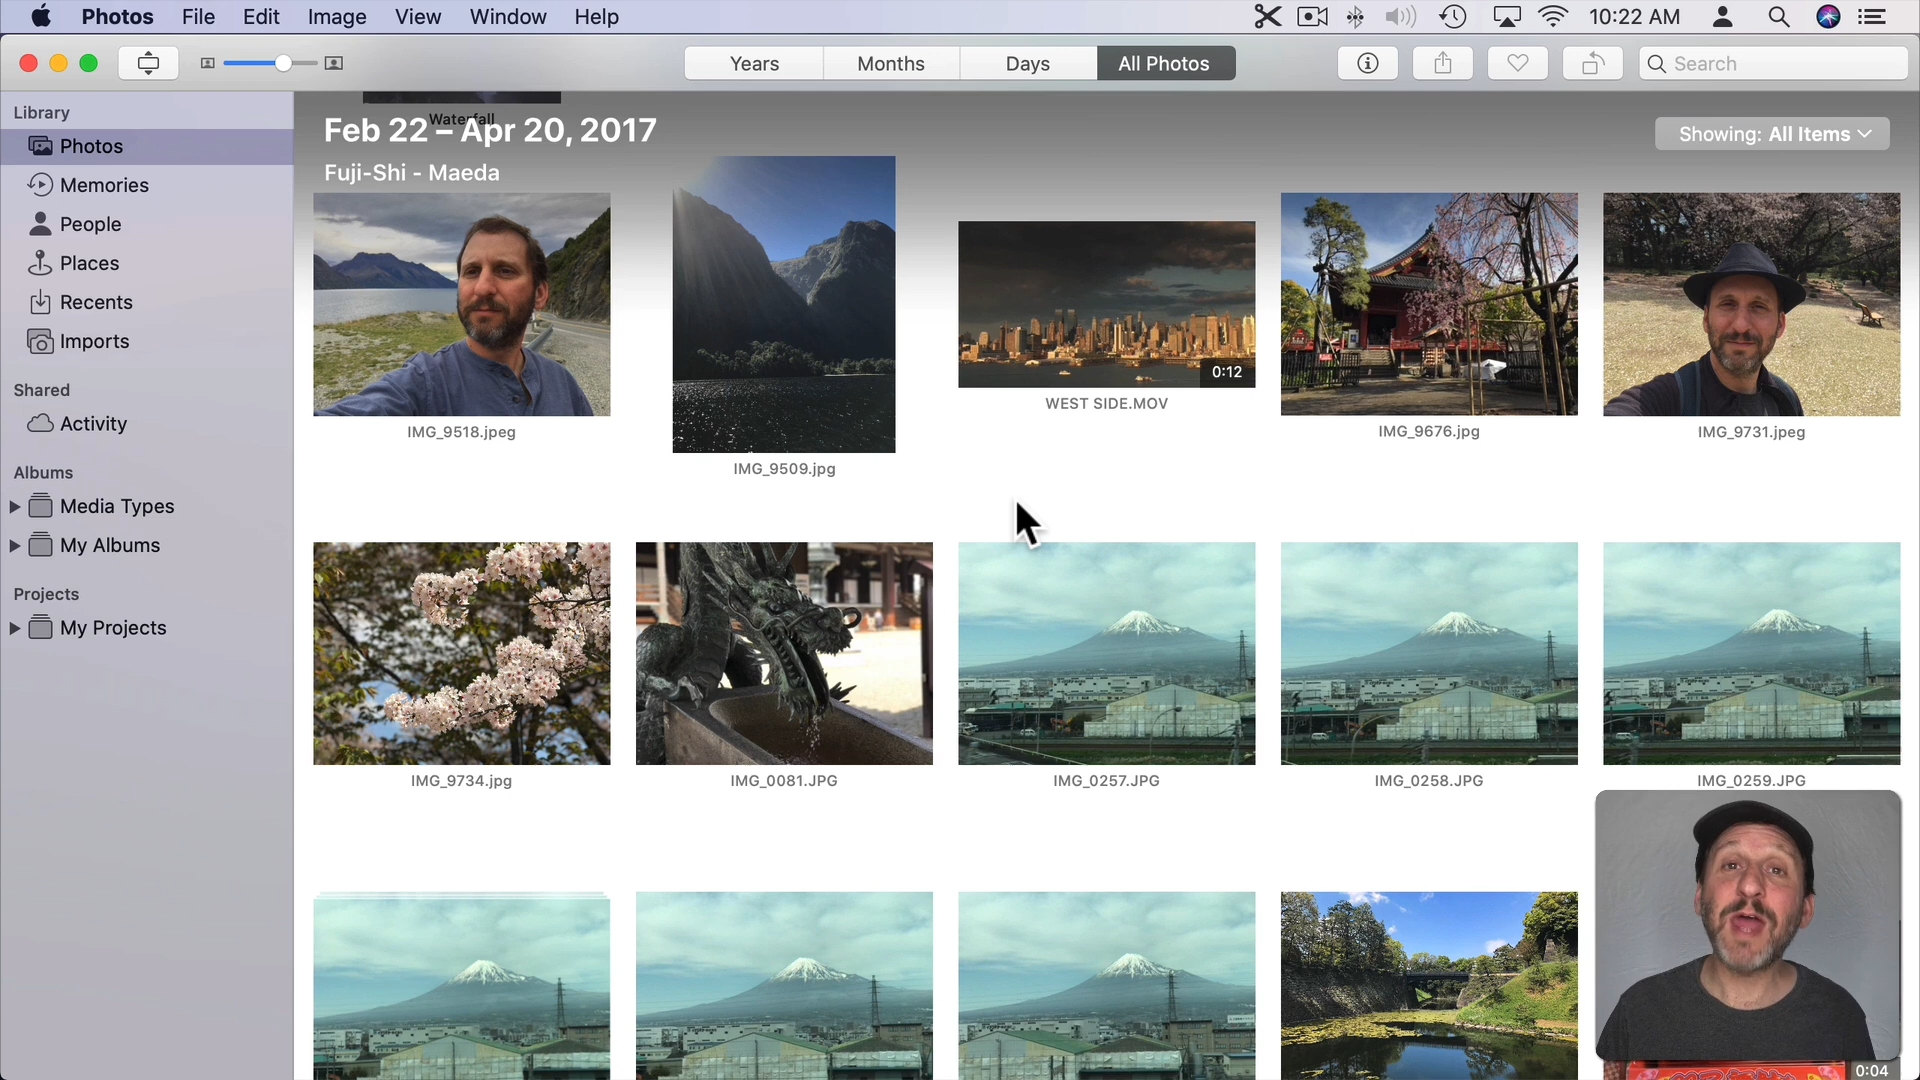 Photos File Edit Image View Window Help 10:22 AM
Years Months Days All Photos Search
Library
Photos
Memories
People
Places
Recents
Imports
Shared
Activity
Albums
Media Types
My Albums
Projects
My Projects
Waterfall
Feb 22 – Apr 20, 2017
Fuji-Shi - Maeda
Showing: All Items
0:12
IMG_9518.jpeg
IMG_9509.jpg
WEST SIDE.MOV
IMG_9676.jpg
IMG_9731.jpeg
IMG_9734.jpg
IMG_0081.JPG
IMG_0257.JPG
IMG_0258.JPG
IMG_0259.JPG
0:04